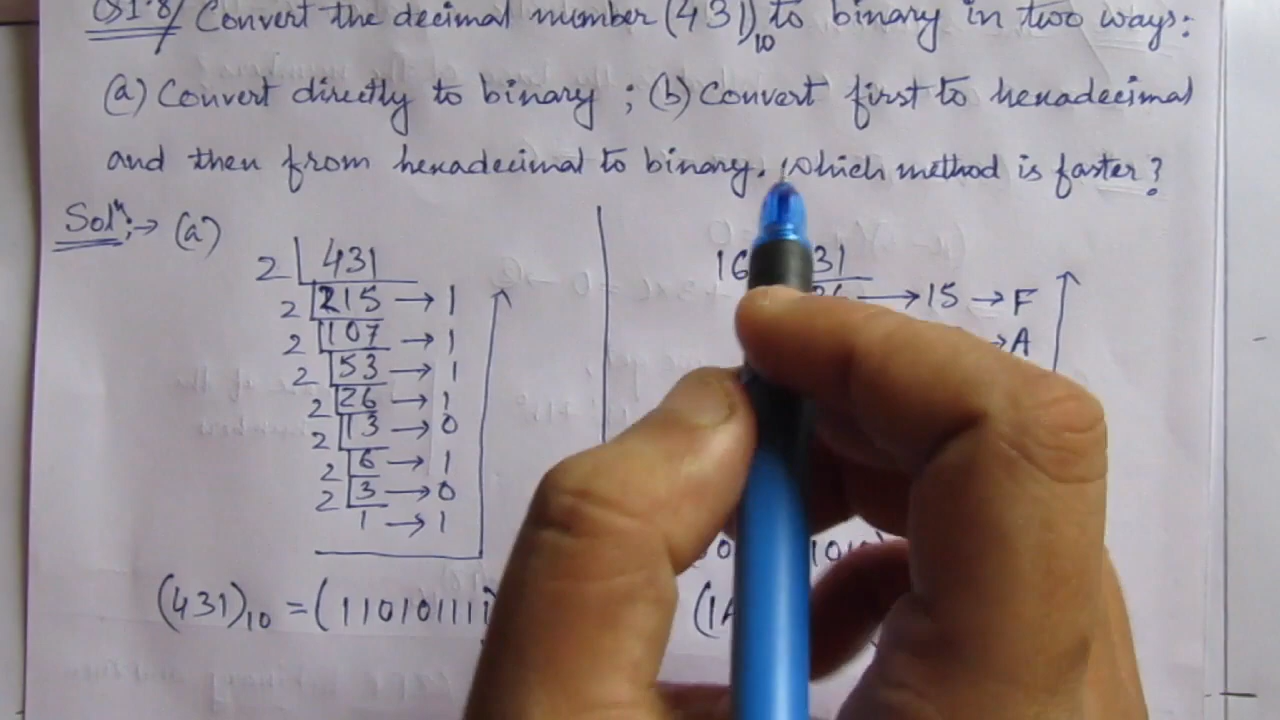 Q1.8/ Convert the decimal number (431)10 to binary in two ways:
(a) Convert directly to binary ; (b) Convert first to hexadecimal
and then from hexadecimal to binary. Which method is faster?
Solⁿ:→ (a)
2 | 431
2 | 215 → 1
2 | 107 → 1
2 | 53 → 1
2 | 26 → 1
2 | 13 → 0
2 | 6 → 1
2 | 3 → 0
1 → 1
(431)10 = (110101111)
16 31
→ 15 → F
→ A
(1A